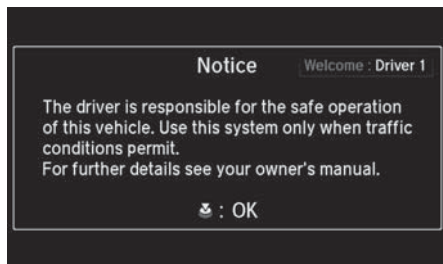 Notice
Welcome : Driver 1
The driver is responsible for the safe operation
of this vehicle. Use this system only when traffic
conditions permit.
For further details see your owner's manual.
: OK